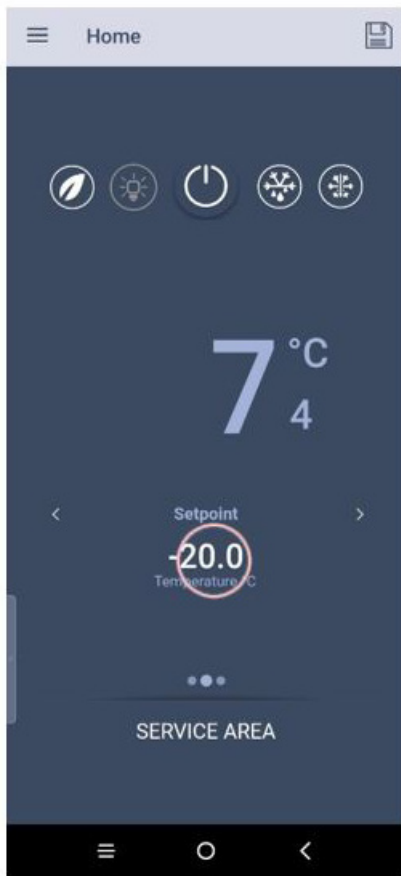 Home
7 °C
4
Setpoint
-20.0
Temperature °C
SERVICE AREA